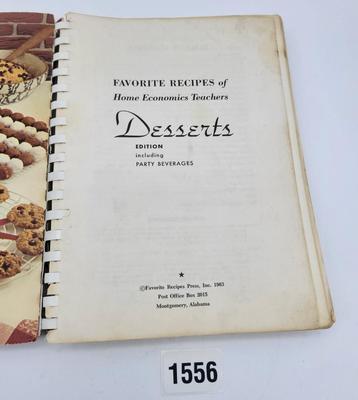 FAVORITE RECIPES of
Home Economics Teachers
Desserts
EDITION
including
PARTY BEVERAGES
©Favorite Recipes Press, Inc. 1963
Post Office Box 2015
Montgomery, Alabama
1556